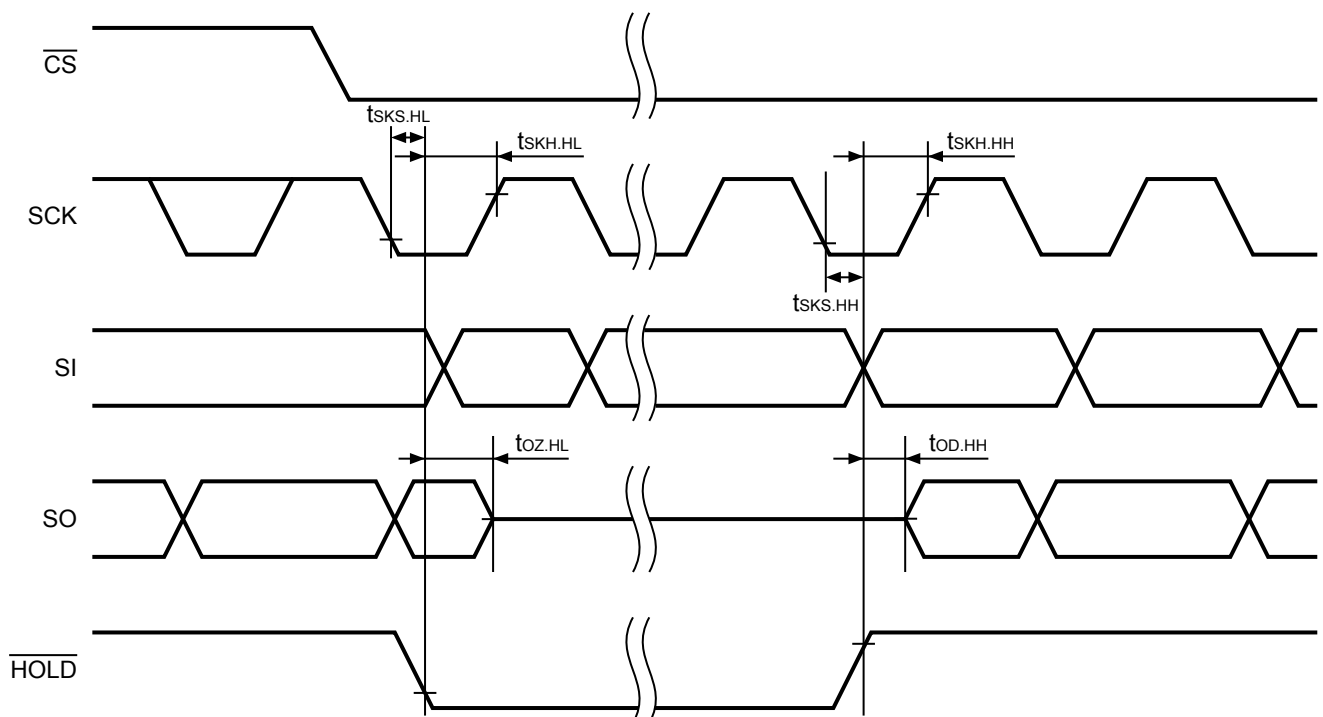 CS
tSKS.HL
tSKH.HL
tSKH.HH
SCK
tSKS.HH
SI
tOZ.HL
tOD.HH
SO
HOLD